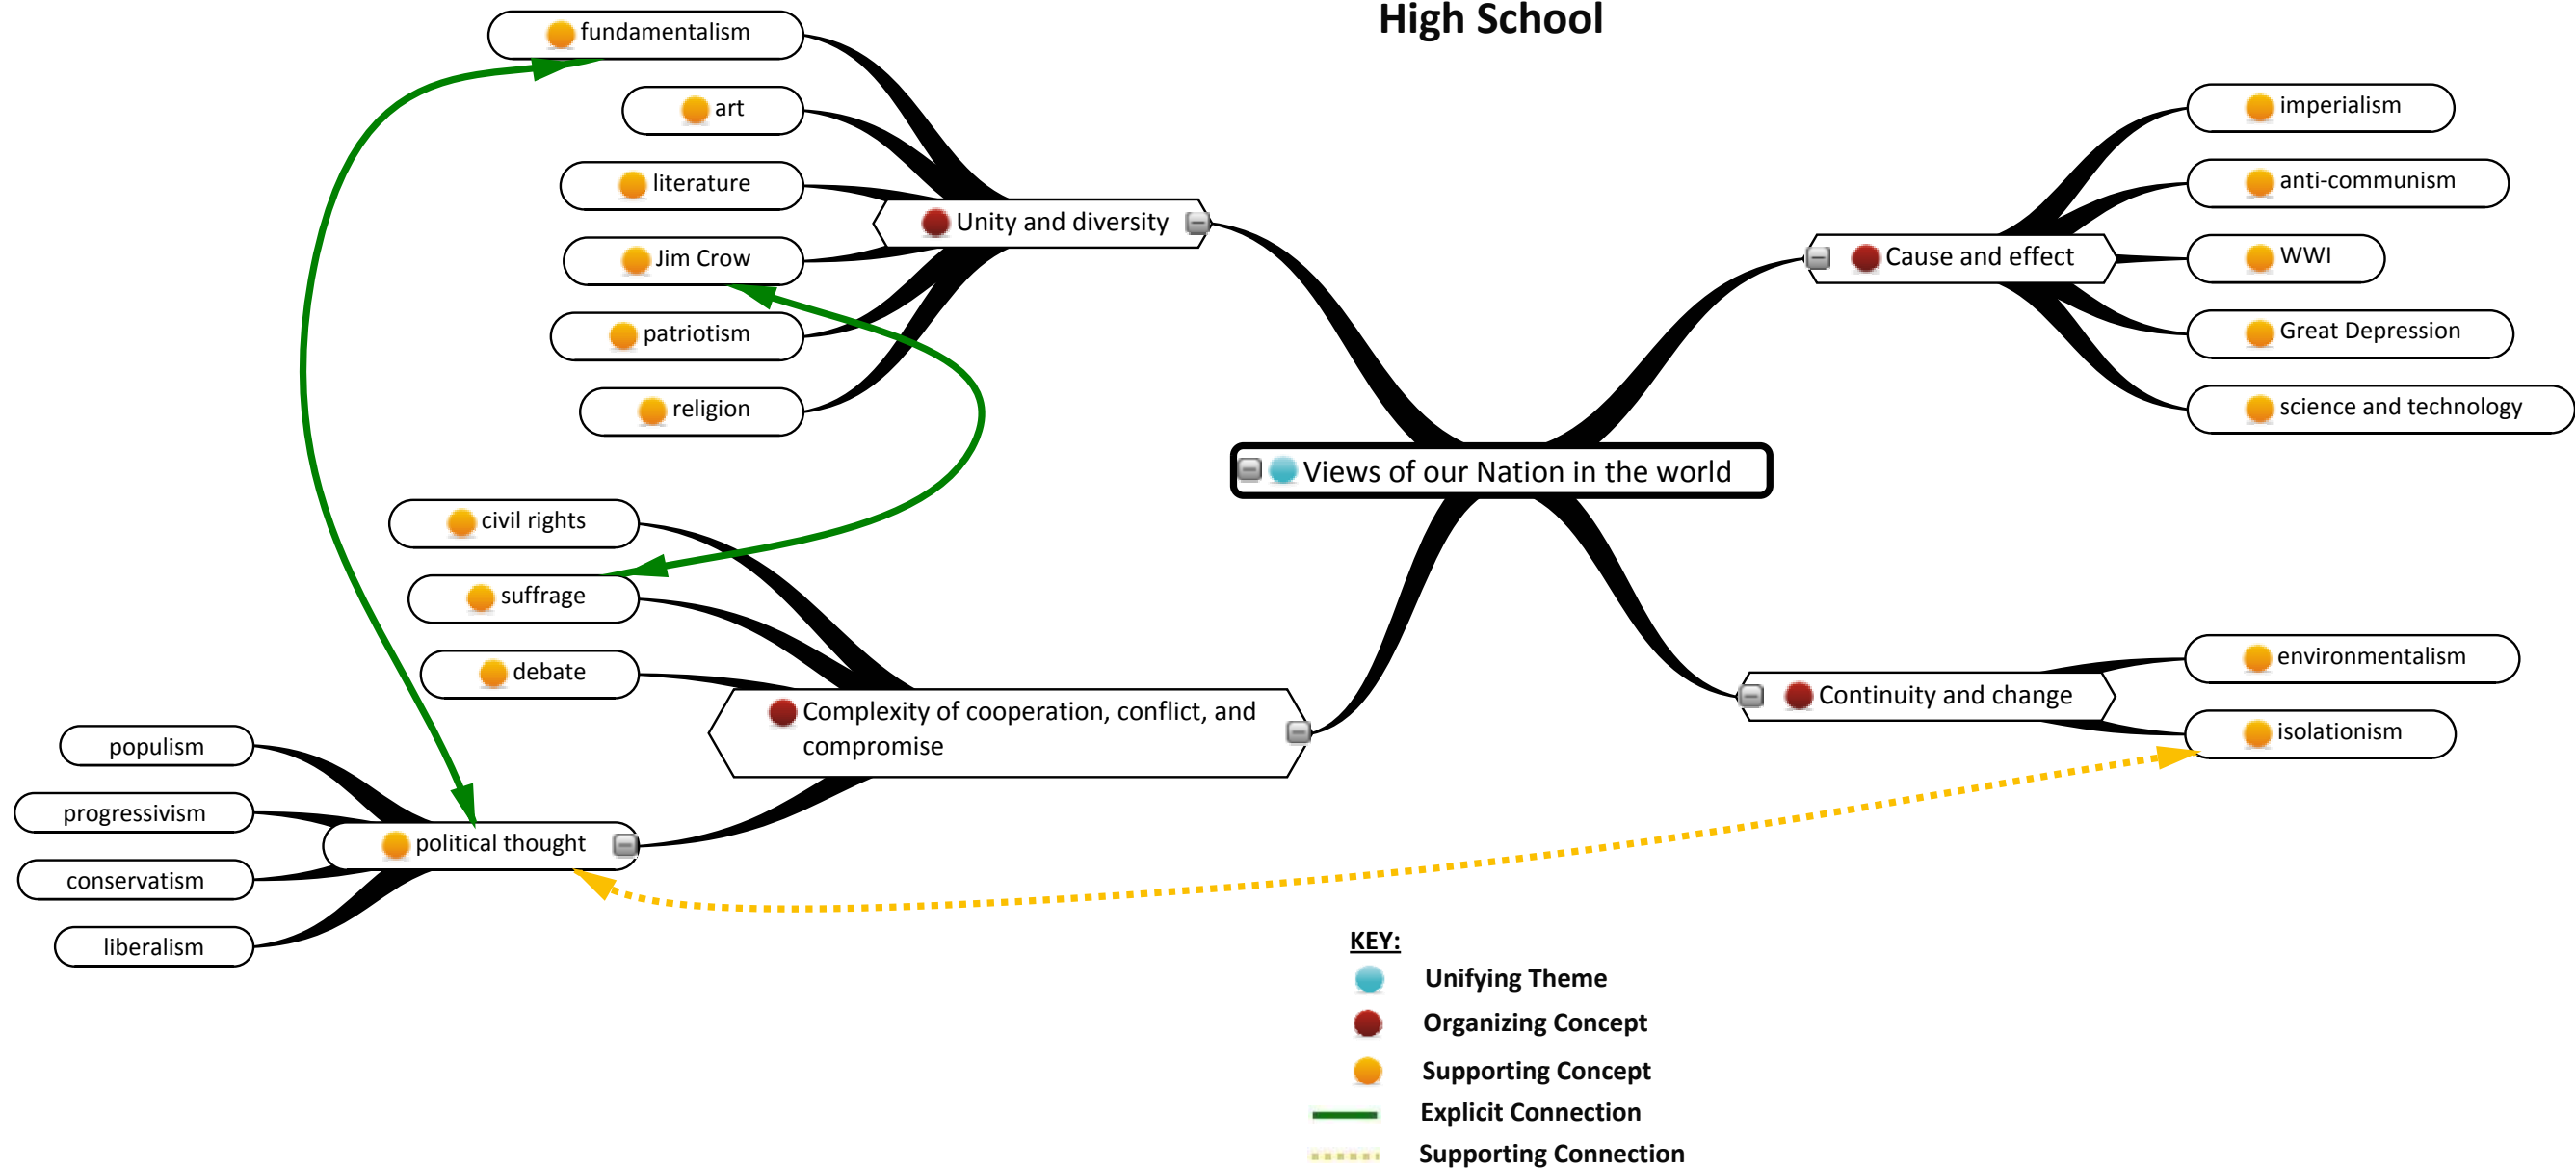 High School
fundamentalism
art
literature
Jim Crow
patriotism
religion
Unity and diversity
imperialism
anti-communism
WWI
Great Depression
science and technology
Cause and effect
Views of our Nation in the world
civil rights
suffrage
debate
Complexity of cooperation, conflict, and
compromise
populism
progressivism
conservatism
liberalism
political thought
Continuity and change
environmentalism
isolationism
KEY:
Unifying Theme
Organizing Concept
Supporting Concept
Explicit Connection
Supporting Connection